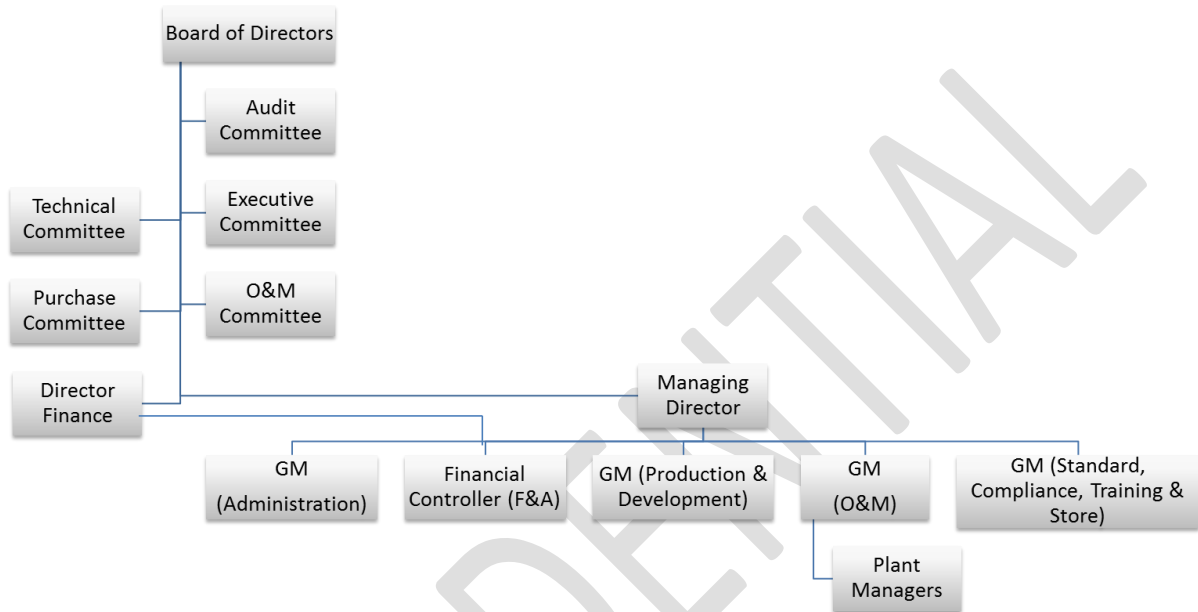 Board of Directors
Audit
Committee
Technical
Committee
Executive
Committee
Purchase
Committee
O&M
Committee
Director
Finance
Managing
Director
GM
(Administration)
Financial
Controller (F&A)
GM (Production &
Development)
GM
(O&M)
GM (Standard,
Compliance, Training &
Store)
Plant
Managers
DENTIAL